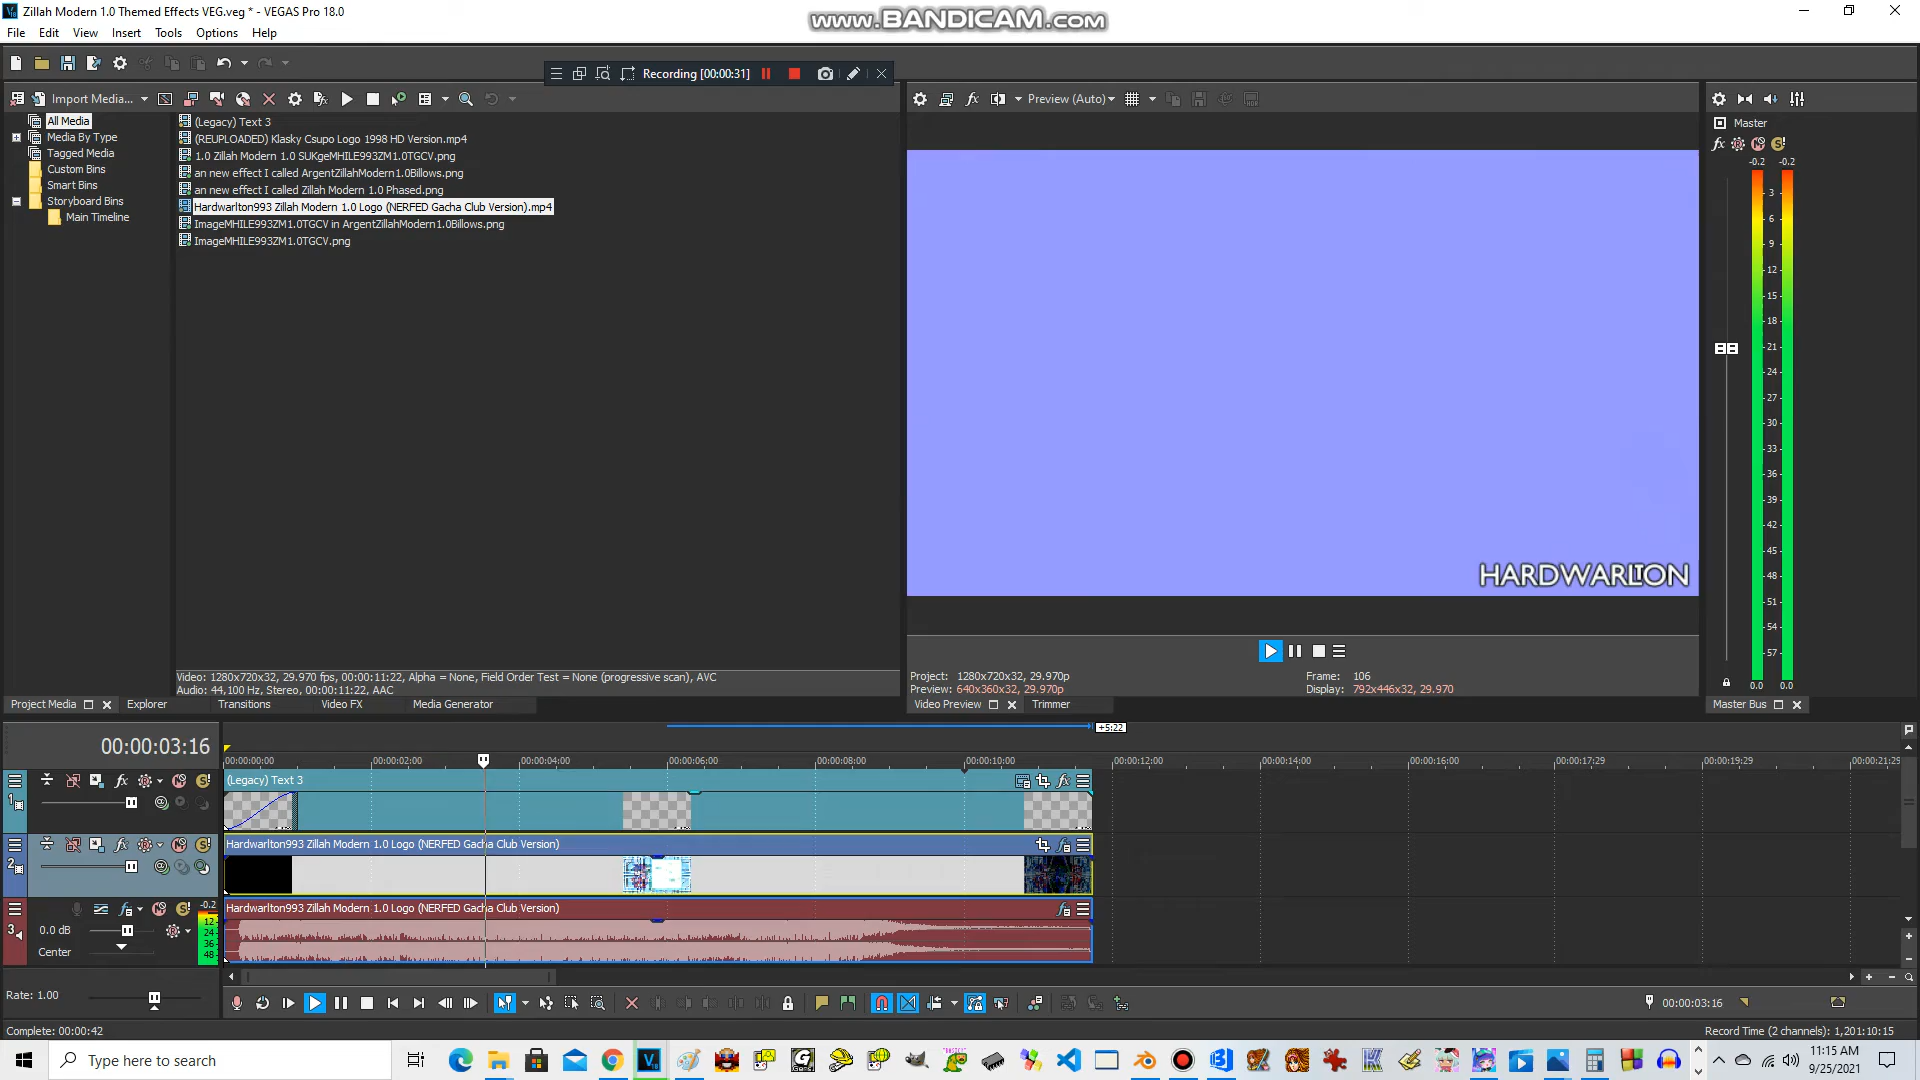 Zillah Modern 1.0 Themed Effects VEG.veg * - VEGAS Pro 18.0
www.BANDICAM.com
File Edit View Insert Tools Options Help
Recording [00:00:31]
Import Media...
Preview (Auto)
All Media
Media By Type
Tagged Media
Custom Bins
Smart Bins
Storyboard Bins
Main Timeline
(Legacy) Text 3
(REUPLOADED) Klasky Csupo Logo 1998 HD Version.mp4
1.0 Zillah Modern 1.0 SUKgeMHILE993ZM1.0TGCV.png
an new effect I called ArgentZillahModern1.0Billows.png
an new effect I called Zillah Modern 1.0 Phased.png
Hardwarlton993 Zillah Modern 1.0 Logo (NERFED Gacha Club Version).mp4
ImageMHILE993ZM1.0TGCV in ArgentZillahModern1.0Billows.png
ImageMHILE993ZM1.0TGCV.png
HARDWARLTON
Master
-0.2 -0.2
3
6
9
12
15
18
21
24
27
30
33
36
39
42
45
48
51
54
57
0.0 0.0
Video: 1280x720x32, 29.970 fps, 00:00:11:22, Alpha = None, Field Order Test = None (progressive scan), AVC
Audio: 44,100 Hz, Stereo, 00:00:11:22, AAC
Project: 1280x720x32, 29.970p
Preview: 640x360x32, 29.970p
Frame: 106
Display: 792x446x32, 29.970
Project Media Explorer Transitions Video FX Media Generator
Video Preview Trimmer
Master Bus
+5:22
00:00:03:16
00:00:00:00 00:00:02:00 00:00:04:00 00:00:06:00 00:00:08:00 00:00:10:00 00:00:12:00 00:00:14:00 00:00:16:00 00:00:17:29 00:00:19:29 00:00:21:29
1
(Legacy) Text 3
2
Hardwarlton993 Zillah Modern 1.0 Logo (NERFED Gacha Club Version)
3
-0.2
12
24
36
48
0.0 dB
Center
Hardwarlton993 Zillah Modern 1.0 Logo (NERFED Gacha Club Version)
Rate: 1.00
00:00:03:16
Complete: 00:00:42
Record Time (2 channels): 1,201:10:15
Type here to search
11:15 AM
9/25/2021